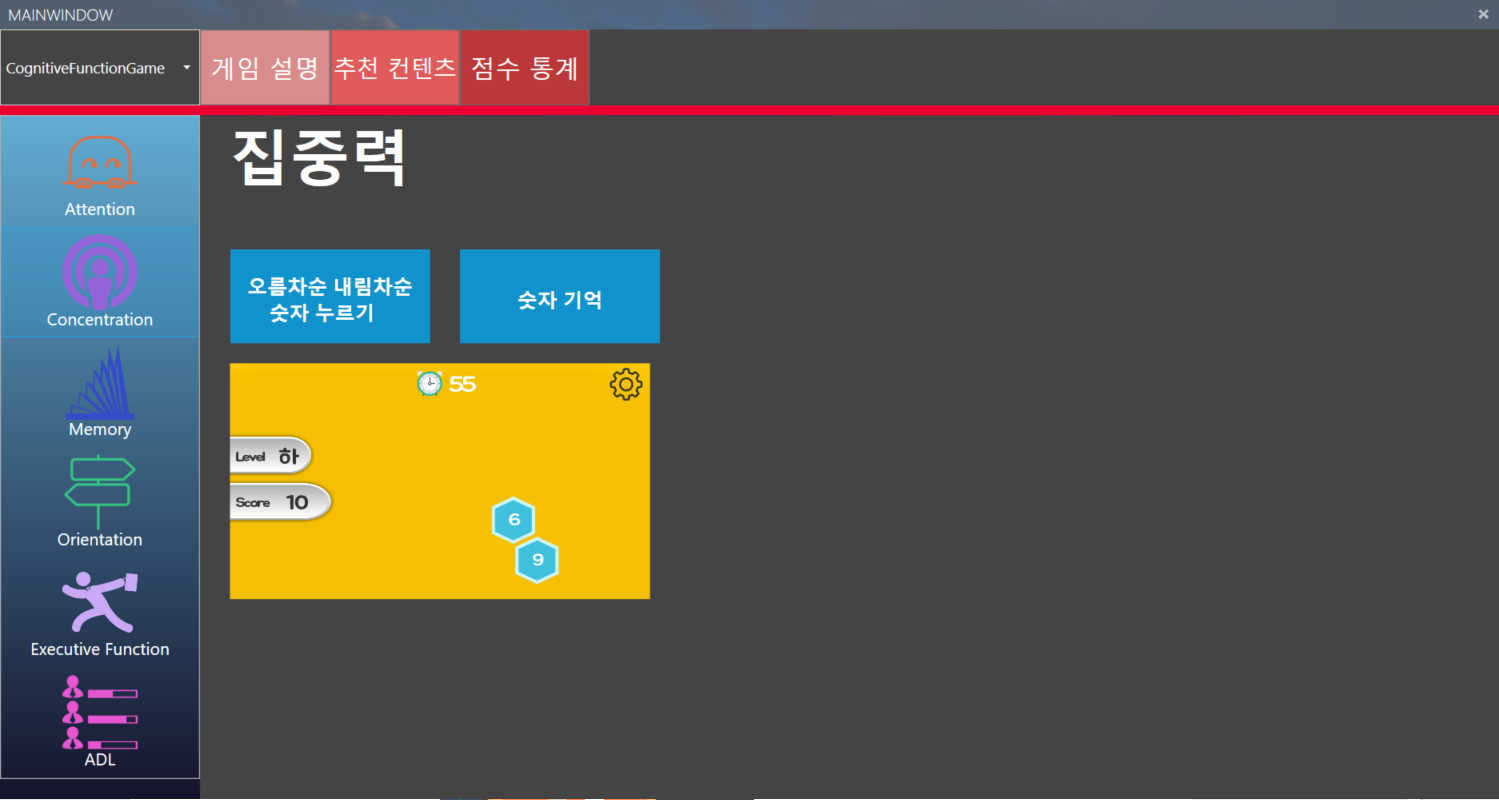 MAINWINDOW
CognitiveFunctionGame
게임 설명
추천 컨텐츠
점수 통계
Attention
Concentration
Memory
Orientation
Executive Function
ADL
집중력
오름차순 내림차순
숫자 누르기
숫자 기억
55
Level 하
Score 10
6
9